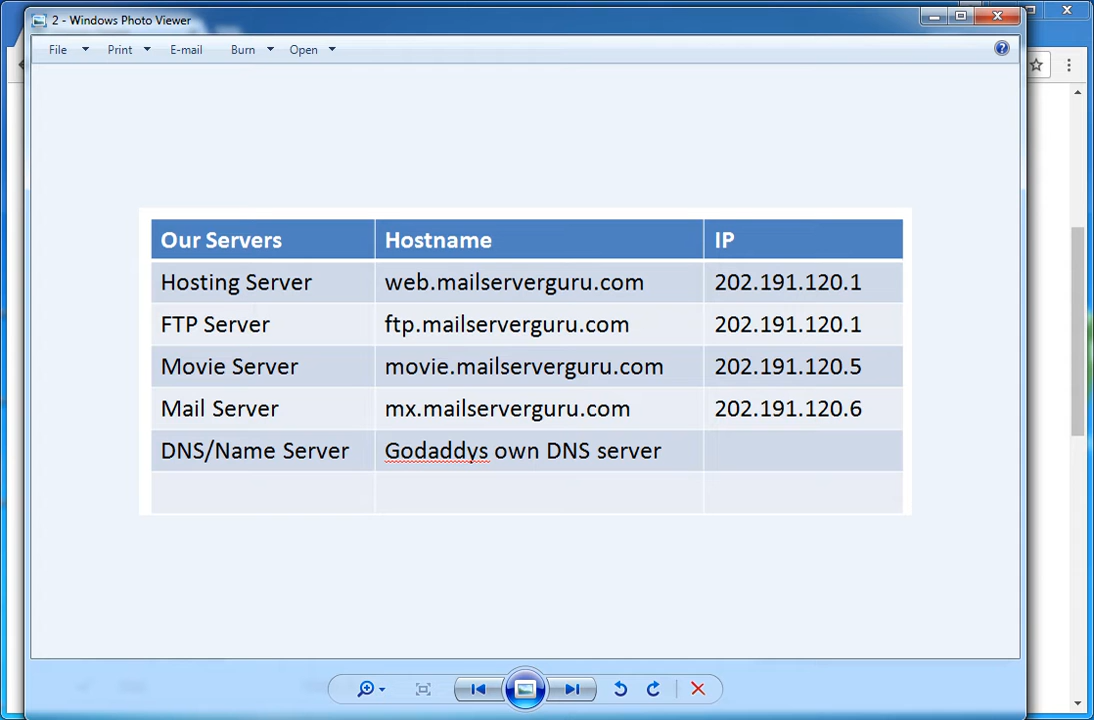 2 - Windows Photo Viewer
File Print E-mail Burn Open
Our Servers Hostname IP
Hosting Server web.mailserverguru.com 202.191.120.1
FTP Server ftp.mailserverguru.com 202.191.120.1
Movie Server movie.mailserverguru.com 202.191.120.5
Mail Server mx.mailserverguru.com 202.191.120.6
DNS/Name Server Godaddys own DNS server